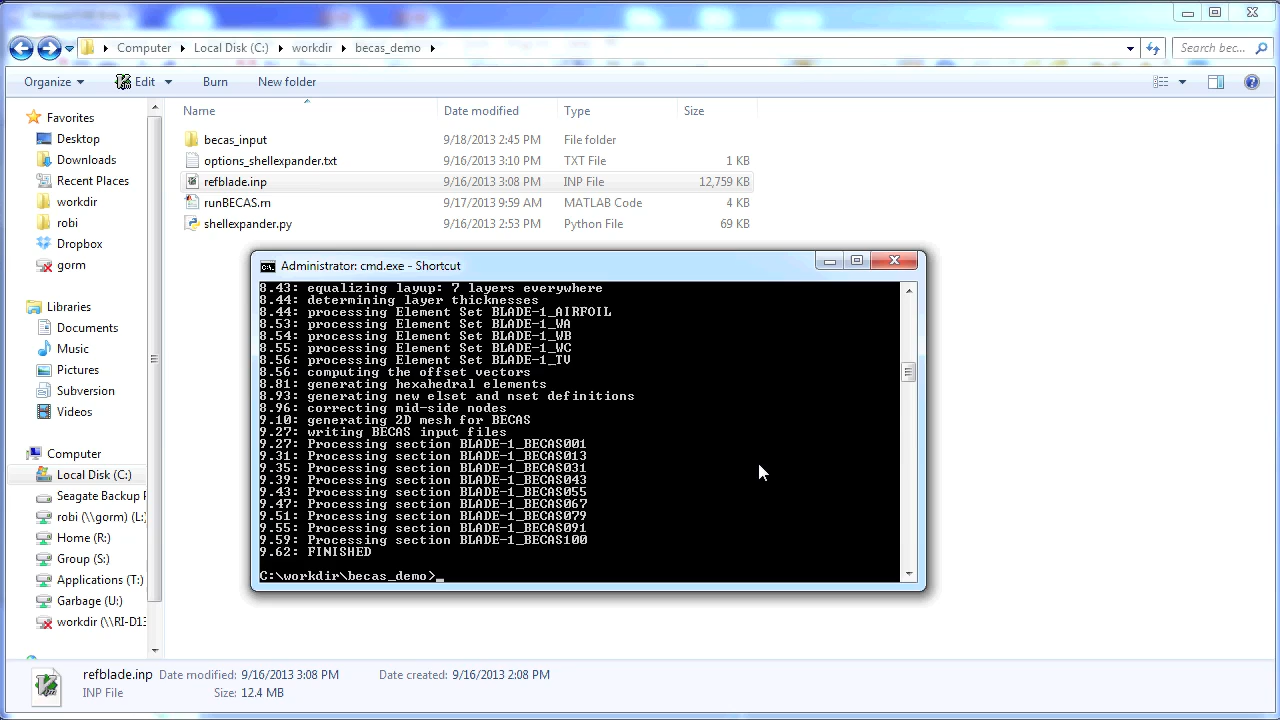 Computer Local Disk (C:) workdir becas_demo
Search bec...
Organize Edit Burn New folder
Name Date modified Type Size
becas_input 9/18/2013 2:45 PM File folder
options_shellexpander.txt 9/16/2013 3:10 PM TXT File 1 KB
refblade.inp 9/16/2013 3:08 PM INP File 12,759 KB
runBECAS.m 9/17/2013 9:59 AM MATLAB Code 4 KB
shellexpander.py 9/16/2013 2:53 PM Python File 69 KB
Favorites
Desktop
Downloads
Recent Places
workdir
robi
Dropbox
gorm
Libraries
Documents
Music
Pictures
Subversion
Videos
Computer
Local Disk (C:)
Seagate Backup P
robi (\\gorm) (L:)
Home (R:)
Group (S:)
Applications (T:)
Garbage (U:)
workdir (\\RI-D13
Administrator: cmd.exe - Shortcut
8.43: equalizing layup: 7 layers everywhere
8.44: determining layer thicknesses
8.44: processing Element Set BLADE-1_AIRFOIL
8.53: processing Element Set BLADE-1_WA
8.54: processing Element Set BLADE-1_WB
8.55: processing Element Set BLADE-1_WC
8.56: processing Element Set BLADE-1_TV
8.56: computing the offset vectors
8.81: generating hexahedral elements
8.93: generating new elset and nset definitions
8.96: correcting mid-side nodes
9.10: generating 2D mesh for BECAS
9.27: writing BECAS input files
9.27: Processing section BLADE-1_BECAS001
9.31: Processing section BLADE-1_BECAS013
9.35: Processing section BLADE-1_BECAS031
9.39: Processing section BLADE-1_BECAS043
9.43: Processing section BLADE-1_BECAS055
9.47: Processing section BLADE-1_BECAS067
9.51: Processing section BLADE-1_BECAS079
9.55: Processing section BLADE-1_BECAS091
9.59: Processing section BLADE-1_BECAS100
9.62: FINISHED
C:\workdir\becas_demo>_
refblade.inp Date modified: 9/16/2013 3:08 PM Date created: 9/16/2013 2:08 PM
INP File Size: 12.4 MB